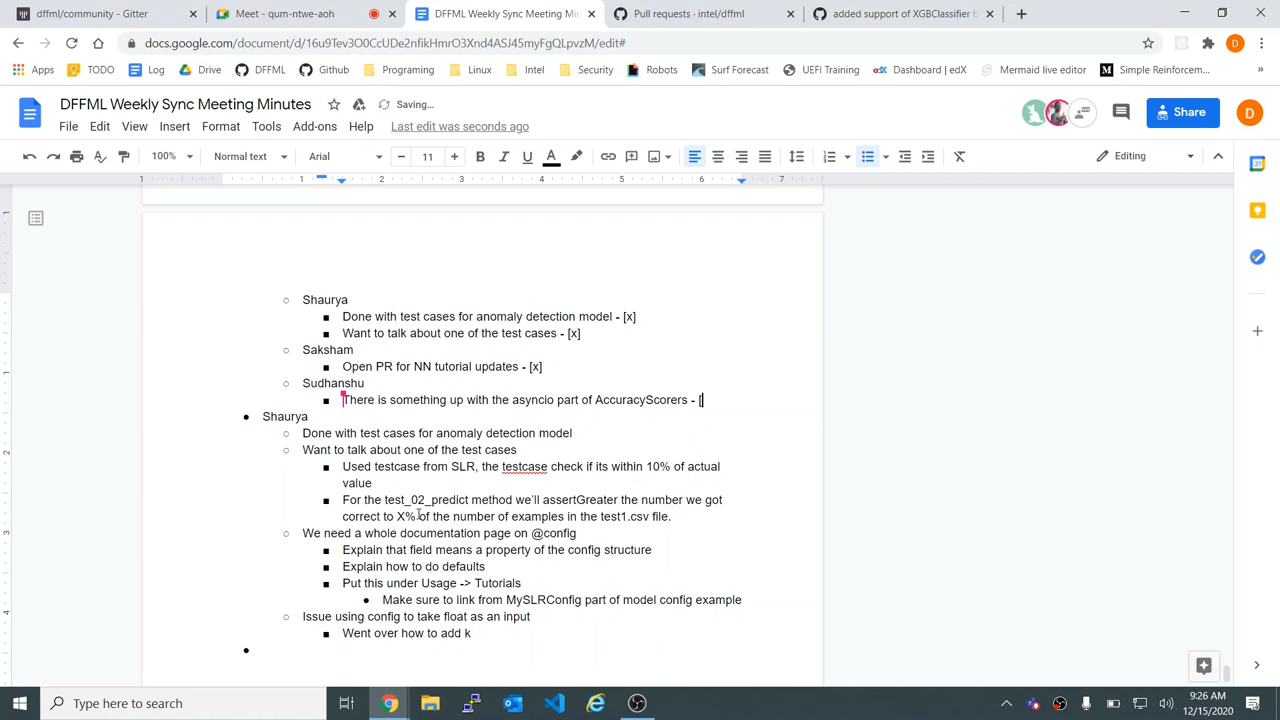 dffml/community - Gitter
Meet - qum-ntwe-aoh
DFFML Weekly Sync Meeting Min
Pull requests · intel/dffml
added support of XGBClassifier b
docs.google.com/document/d/16u9Tev3O0CcUDe2nfikHmrO3Xnd4ASJ45myFgQLpvzM/edit#
D
Apps
TODO
Log
Drive
DFFML
Github
Programing
Linux
Intel
Security
Robots
Surf Forecast
UEFI Training
Dashboard | edX
Mermaid live editor
Simple Reinforcem...
»
DFFML Weekly Sync Meeting Minutes
Saving...
File Edit View Insert Format Tools Add-ons Help Last edit was seconds ago
Share
D
100% Normal text Arial 11 B I U A Editing
1 1 2 3 4 5 6 7
Shaurya
Done with test cases for anomaly detection model - [x]
Want to talk about one of the test cases - [x]
Saksham
Open PR for NN tutorial updates - [x]
Sudhanshu
There is something up with the asyncio part of AccuracyScorers - [
Shaurya
Done with test cases for anomaly detection model
Want to talk about one of the test cases
Used testcase from SLR, the testcase check if its within 10% of actual
value
For the test_02_predict method we'll assertGreater the number we got
correct to X% of the number of examples in the test1.csv file.
We need a whole documentation page on @config
Explain that field means a property of the config structure
Explain how to do defaults
Put this under Usage -> Tutorials
Make sure to link from MySLRConfig part of model config example
Issue using config to take float as an input
Went over how to add k
Type here to search
9:26 AM
12/15/2020